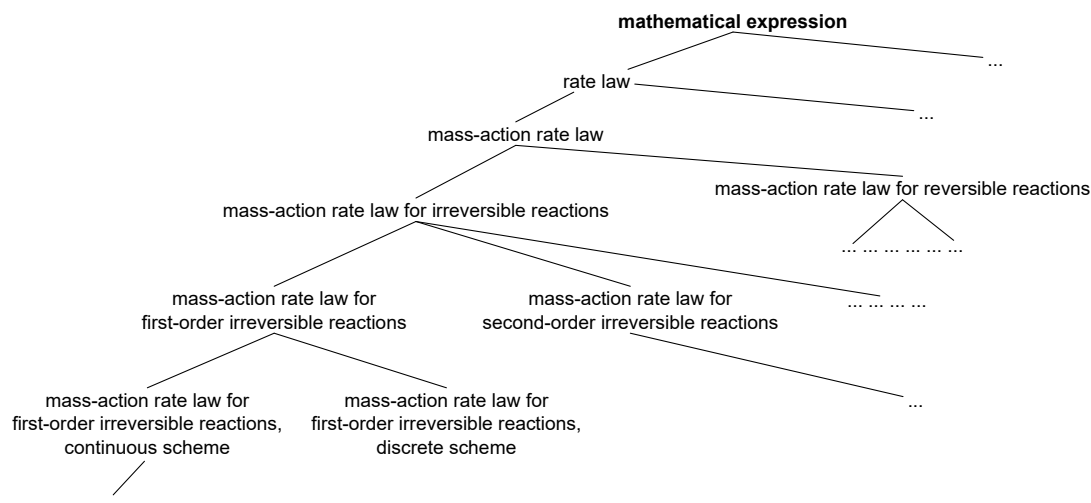 mathematical expression
...
rate law
...
mass-action rate law
mass-action rate law for reversible reactions
mass-action rate law for irreversible reactions
... ... ... ... ... ...
mass-action rate law for
first-order irreversible reactions
mass-action rate law for
second-order irreversible reactions
... ... ... ...
mass-action rate law for
first-order irreversible reactions,
continuous scheme
mass-action rate law for
first-order irreversible reactions,
discrete scheme
...